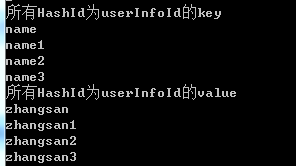 所有HashId为userInfoId的key
name
name1
name2
name3
所有HashId为userInfoId的value
zhangsan
zhangsan1
zhangsan2
zhangsan3